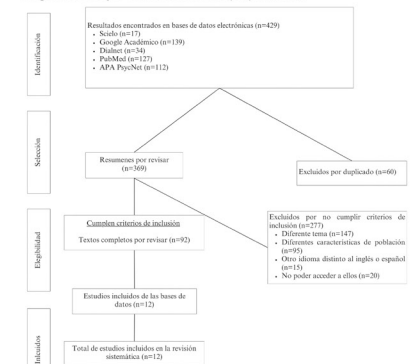 Identificación
Resultados encontrados en bases de datos electrónicas (n=429)
• Scielo (n=17)
• Google Académico (n=139)
• Dialnet (n=34)
• PubMed (n=127)
• APA PsycNet (n=112)
Selección
Resumenes por revisar
(n=369)
Excluidos por duplicado (n=60)
Elegibilidad
Cumplen criterios de inclusión
Textos completos por revisar (n=92)
Excluidos por no cumplir criterios de
inclusión (n=277)
• Diferente tema (n=147)
• Diferentes características de población
(n=95)
• Otro idioma distinto al inglés o español
(n=15)
• No poder acceder a ellos (n=20)
Estudios incluidos de las bases de
datos (n=12)
Total de estudios incluidos en la revisión
sistemática (n=12)